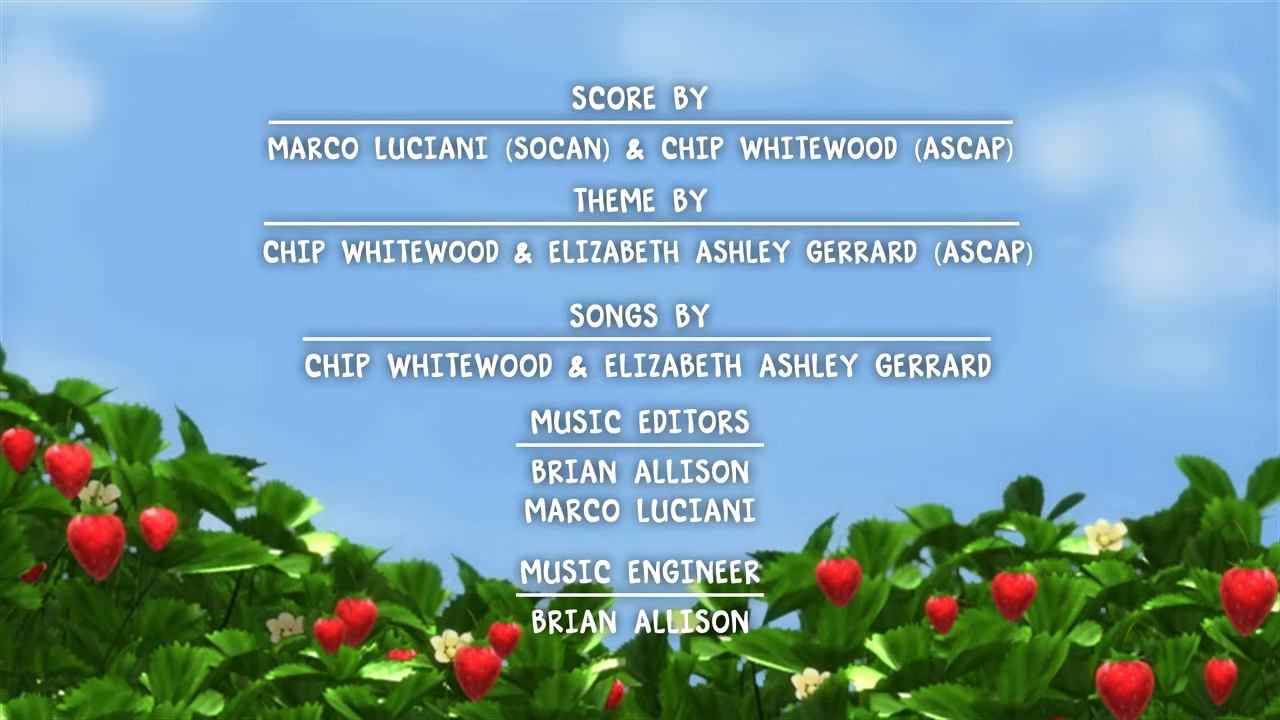 SCORE BY
MARCO LUCIANI (SOCAN) & CHIP WHITEWOOD (ASCAP)
THEME BY
CHIP WHITEWOOD & ELIZABETH ASHLEY GERRARD (ASCAP)
SONGS BY
CHIP WHITEWOOD & ELIZABETH ASHLEY GERRARD
MUSIC EDITORS
BRIAN ALLISON
MARCO LUCIANI
MUSIC ENGINEER
BRIAN ALLISON